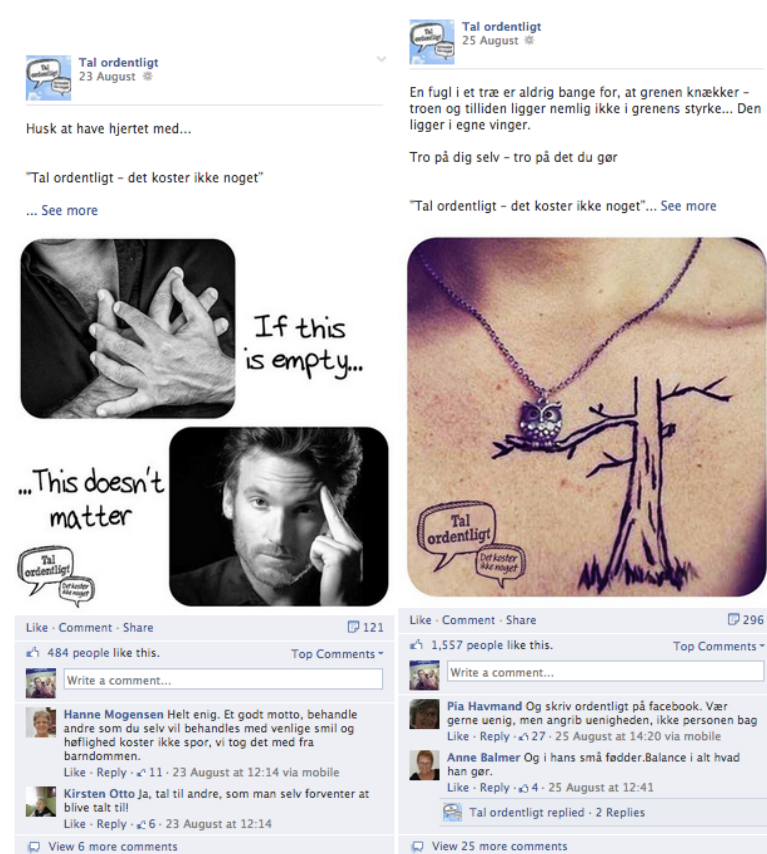 Tal ordentligt
23 August
Husk at have hjertet med...
"Tal ordentligt – det koster ikke noget"
... See more
If this
is empty...
...This doesn't
matter
Tal
ordentligt
Det koster
ikke noget
Like · Comment · Share
121
484 people like this.
Top Comments
Write a comment...
Hanne Mogensen Helt enig. Et godt motto, behandle
andre som du selv vil behandles med venlige smil og
høflighed koster ikke spor, vi tog det med fra
barndommen.
Like · Reply · 11 · 23 August at 12:14 via mobile
Kirsten Otto Ja, tal til andre, som man selv forventer at
blive talt til!
Like · Reply · 6 · 23 August at 12:14
View 6 more comments
Tal ordentligt
25 August
En fugl i et træ er aldrig bange for, at grenen knækker –
troen og tilliden ligger nemlig ikke i grenens styrke... Den
ligger i egne vinger.
Tro på dig selv – tro på det du gør
"Tal ordentligt – det koster ikke noget"... See more
Tal
ordentligt
Det koster
ikke noget
Like · Comment · Share
296
1,557 people like this.
Top Comments
Write a comment...
Pia Havmand Og skriv ordentligt på facebook. Vær
gerne uenig, men angrib uenigheden, ikke personen bag
Like · Reply · 27 · 25 August at 14:20 via mobile
Anne Balmer Og i hans små fødder.Balance i alt hvad
han gør.
Like · Reply · 4 · 25 August at 12:41
Tal ordentligt replied · 2 Replies
View 25 more comments